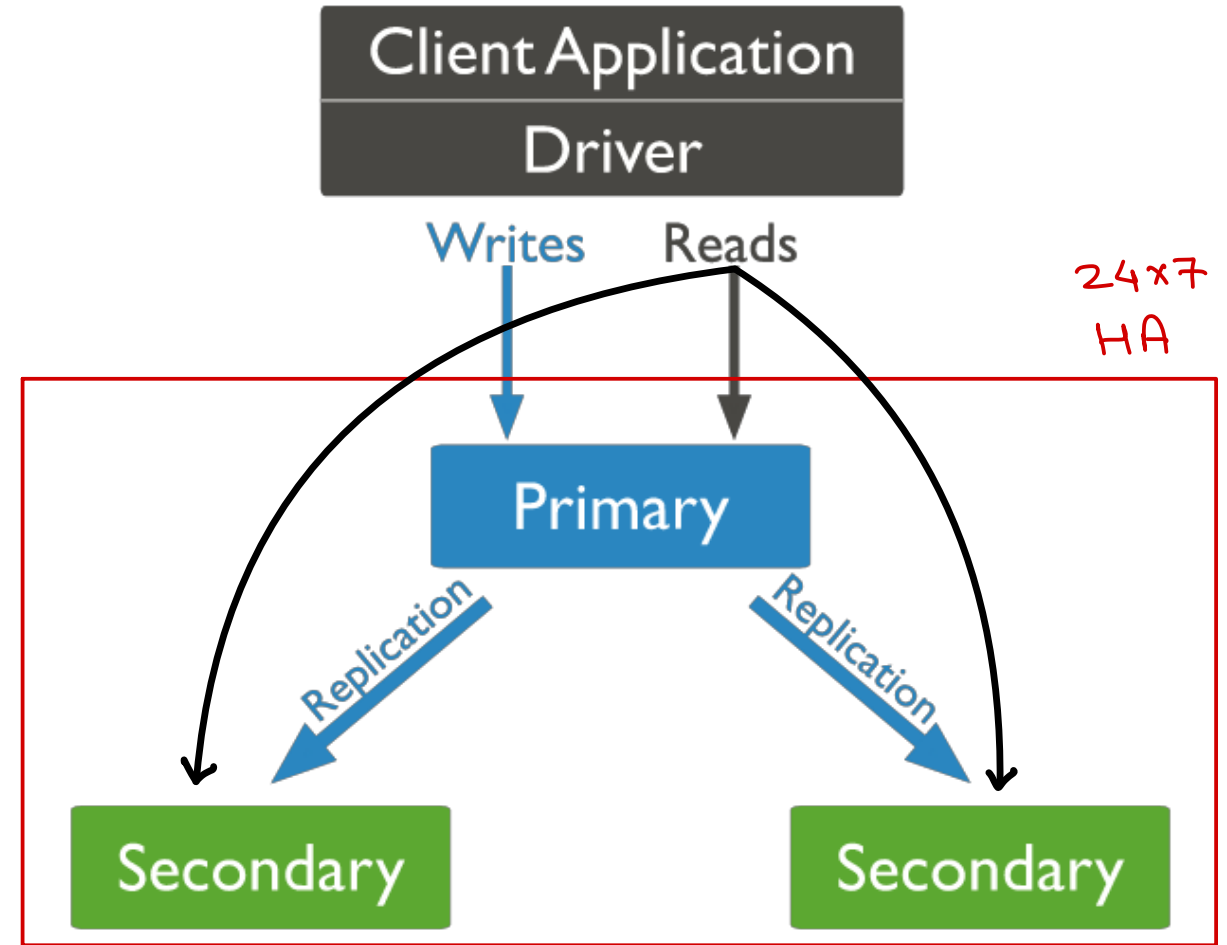 Client Application
Driver
Writes
Reads
24x7
HA
Primary
Replication
Replication
Secondary
Secondary